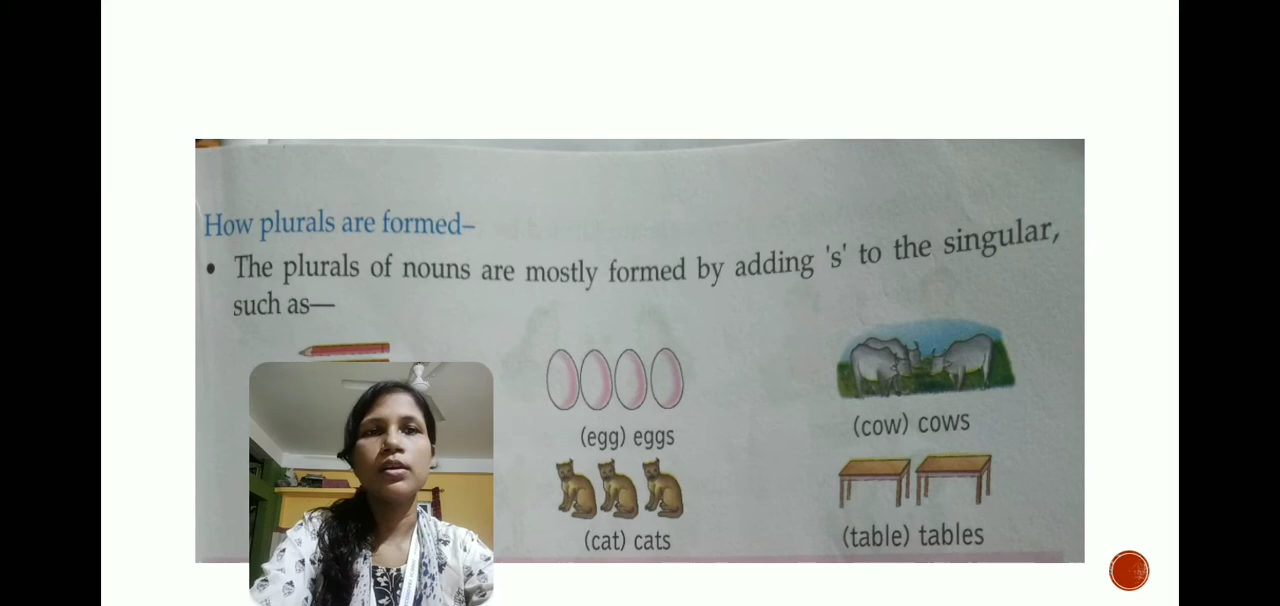 How plurals are formed–
• The plurals of nouns are mostly formed by adding 's' to the singular,
such as—
(egg) eggs
(cow) cows
(cat) cats
(table) tables